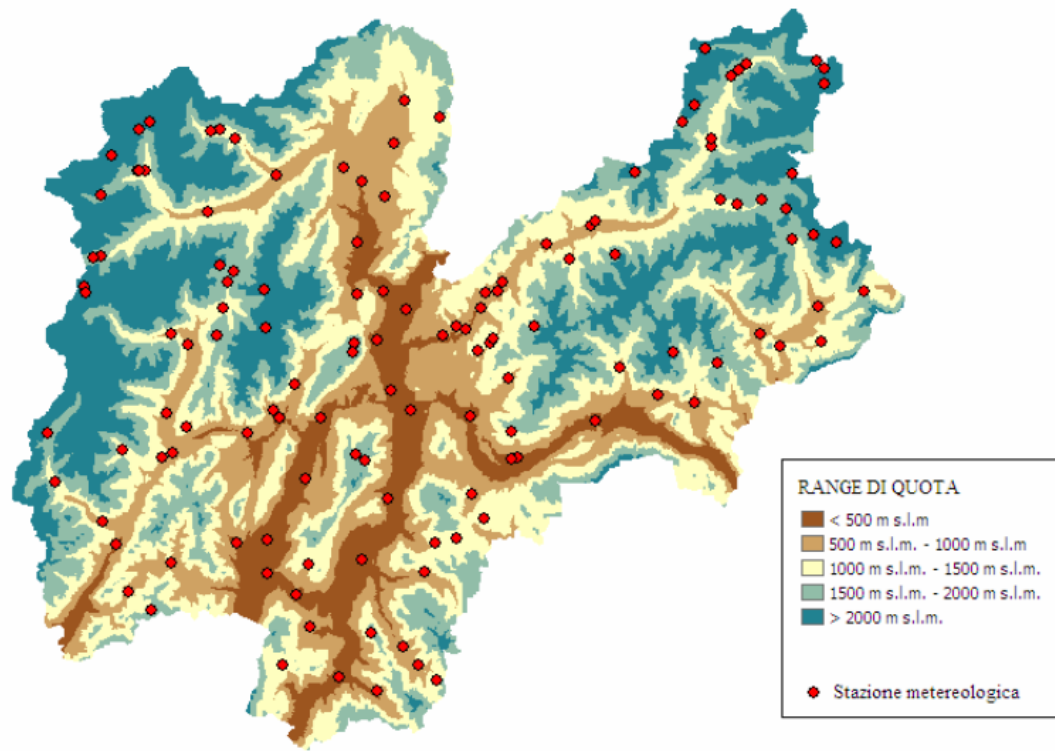 RANGE DI QUOTA
< 500 m s.l.m
500 m s.l.m. - 1000 m s.l.m
1000 m s.l.m. - 1500 m s.l.m.
1500 m s.l.m. - 2000 m s.l.m.
> 2000 m s.l.m.
Stazione metereologica